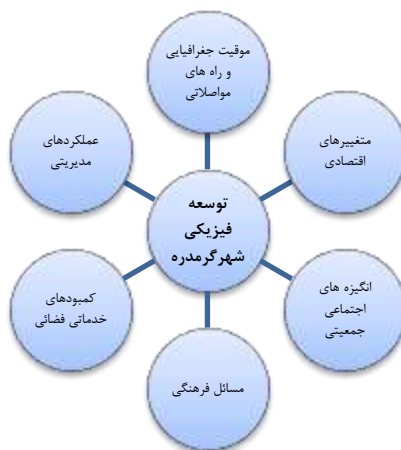 موقیت جغرافیایی
و راه های
مواصلاتی
متغییرهای
اقتصادی
انگیزه های
اجتماعی
جمعیتی
مسائل فرهنگی
کمبودهای
خدماتی فضائی
عملکردهای
مدیریتی
توسعه
فیزیکی
شهرگرمدره